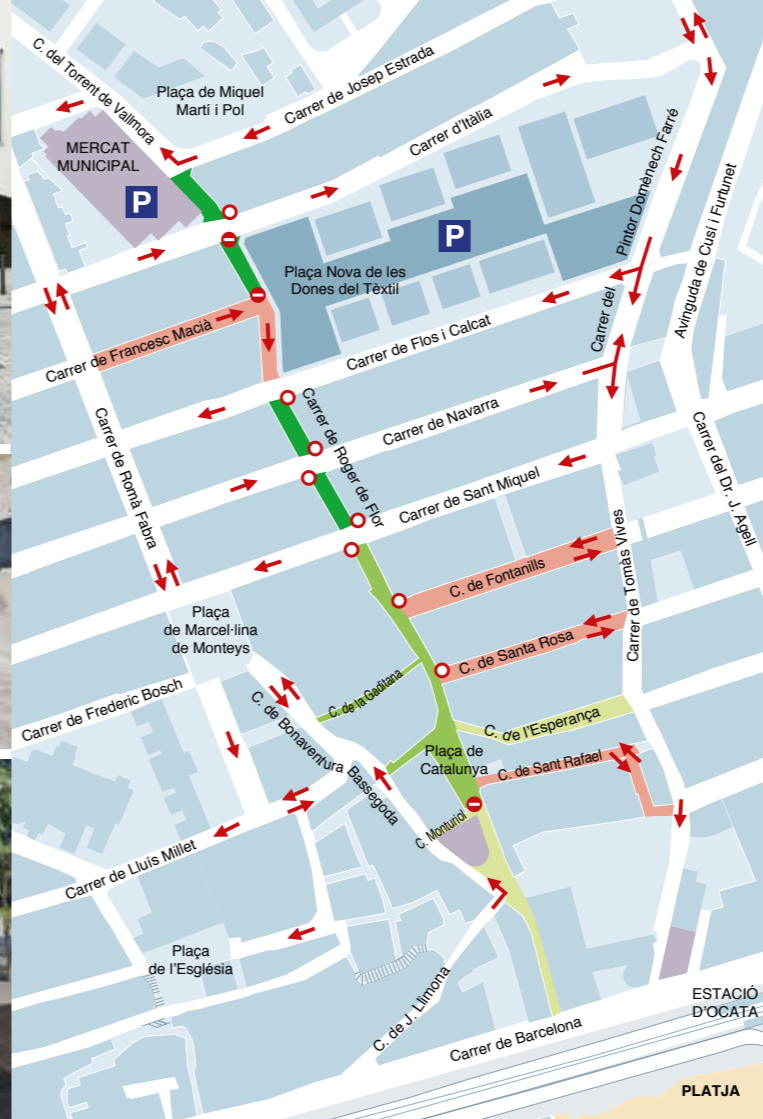 C. del Torrent de Vallmora
Plaça de Miquel
Martí i Pol
Carrer de Josep Estrada
MERCAT
MUNICIPAL
P
Carrer d'Itàlia
P
Carrer del Pintor Domènech Farré
Avinguda de Cusí i Furtunet
Plaça Nova de les
Dones del Tèxtil
Carrer de Francesc Macià
Carrer de Flos i Calcat
Carrer de Roger de Flor
Carrer de Navarra
Carrer de Romà Fabra
Carrer de Sant Miquel
Carrer del Dr. J. Agell
C. de Fontanills
Carrer de Tomàs Vives
Plaça
de Marcel·lina
de Monteys
C. de Santa Rosa
Carrer de Frederic Bosch
C. de la Gaditana
C. de Bonaventura Bassegoda
C. de l'Esperança
Plaça de
Catalunya
C. de Sant Rafael
C. Monturiol
Carrer de Lluís Millet
Plaça
de l'Església
C. de J. Llimona
Carrer de Barcelona
ESTACIÓ
D'OCATA
PLATJA